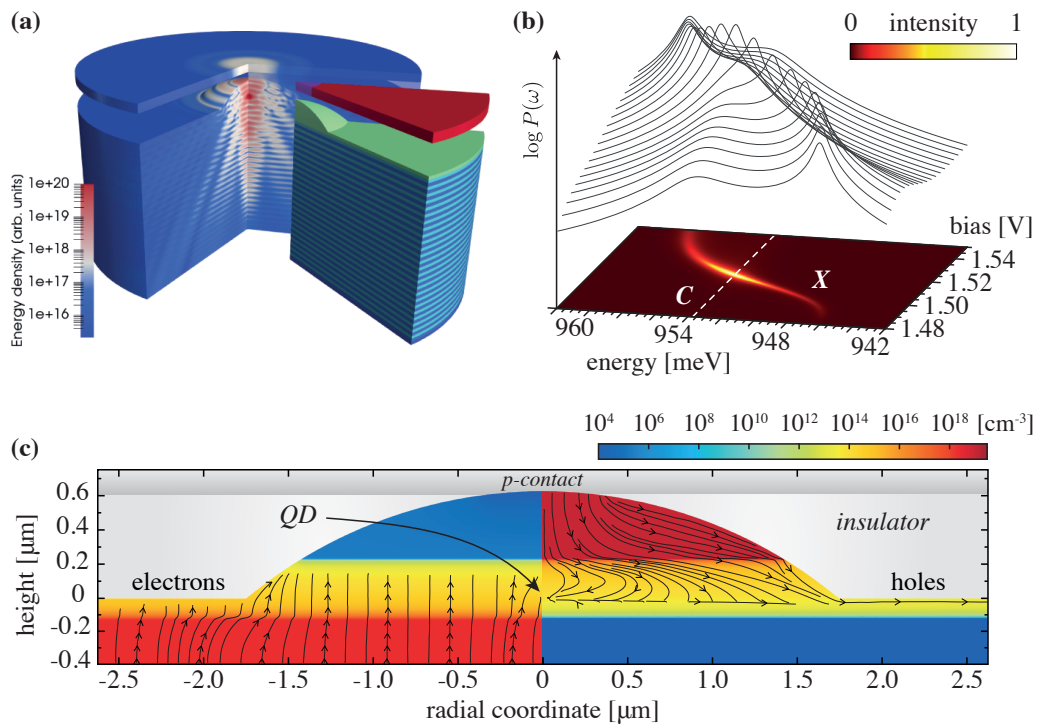 (a)
Energy density (arb. units)
1e+20
1e+19
1e+18
1e+17
1e+16
(b)
0 intensity 1
log P(ω)
bias [V]
1.54
1.52
1.50
1.48
X
C
960 954 948 942
energy [meV]
(c)
10⁴ 10⁶ 10⁸ 10¹⁰ 10¹² 10¹⁴ 10¹⁶ 10¹⁸ [cm⁻³]
p-contact
QD
insulator
electrons
holes
height [μm]
0.6
0.4
0.2
0
-0.2
-0.4
-2.5 -2.0 -1.5 -1.0 -0.5 0 0.5 1.0 1.5 2.0 2.5
radial coordinate [μm]